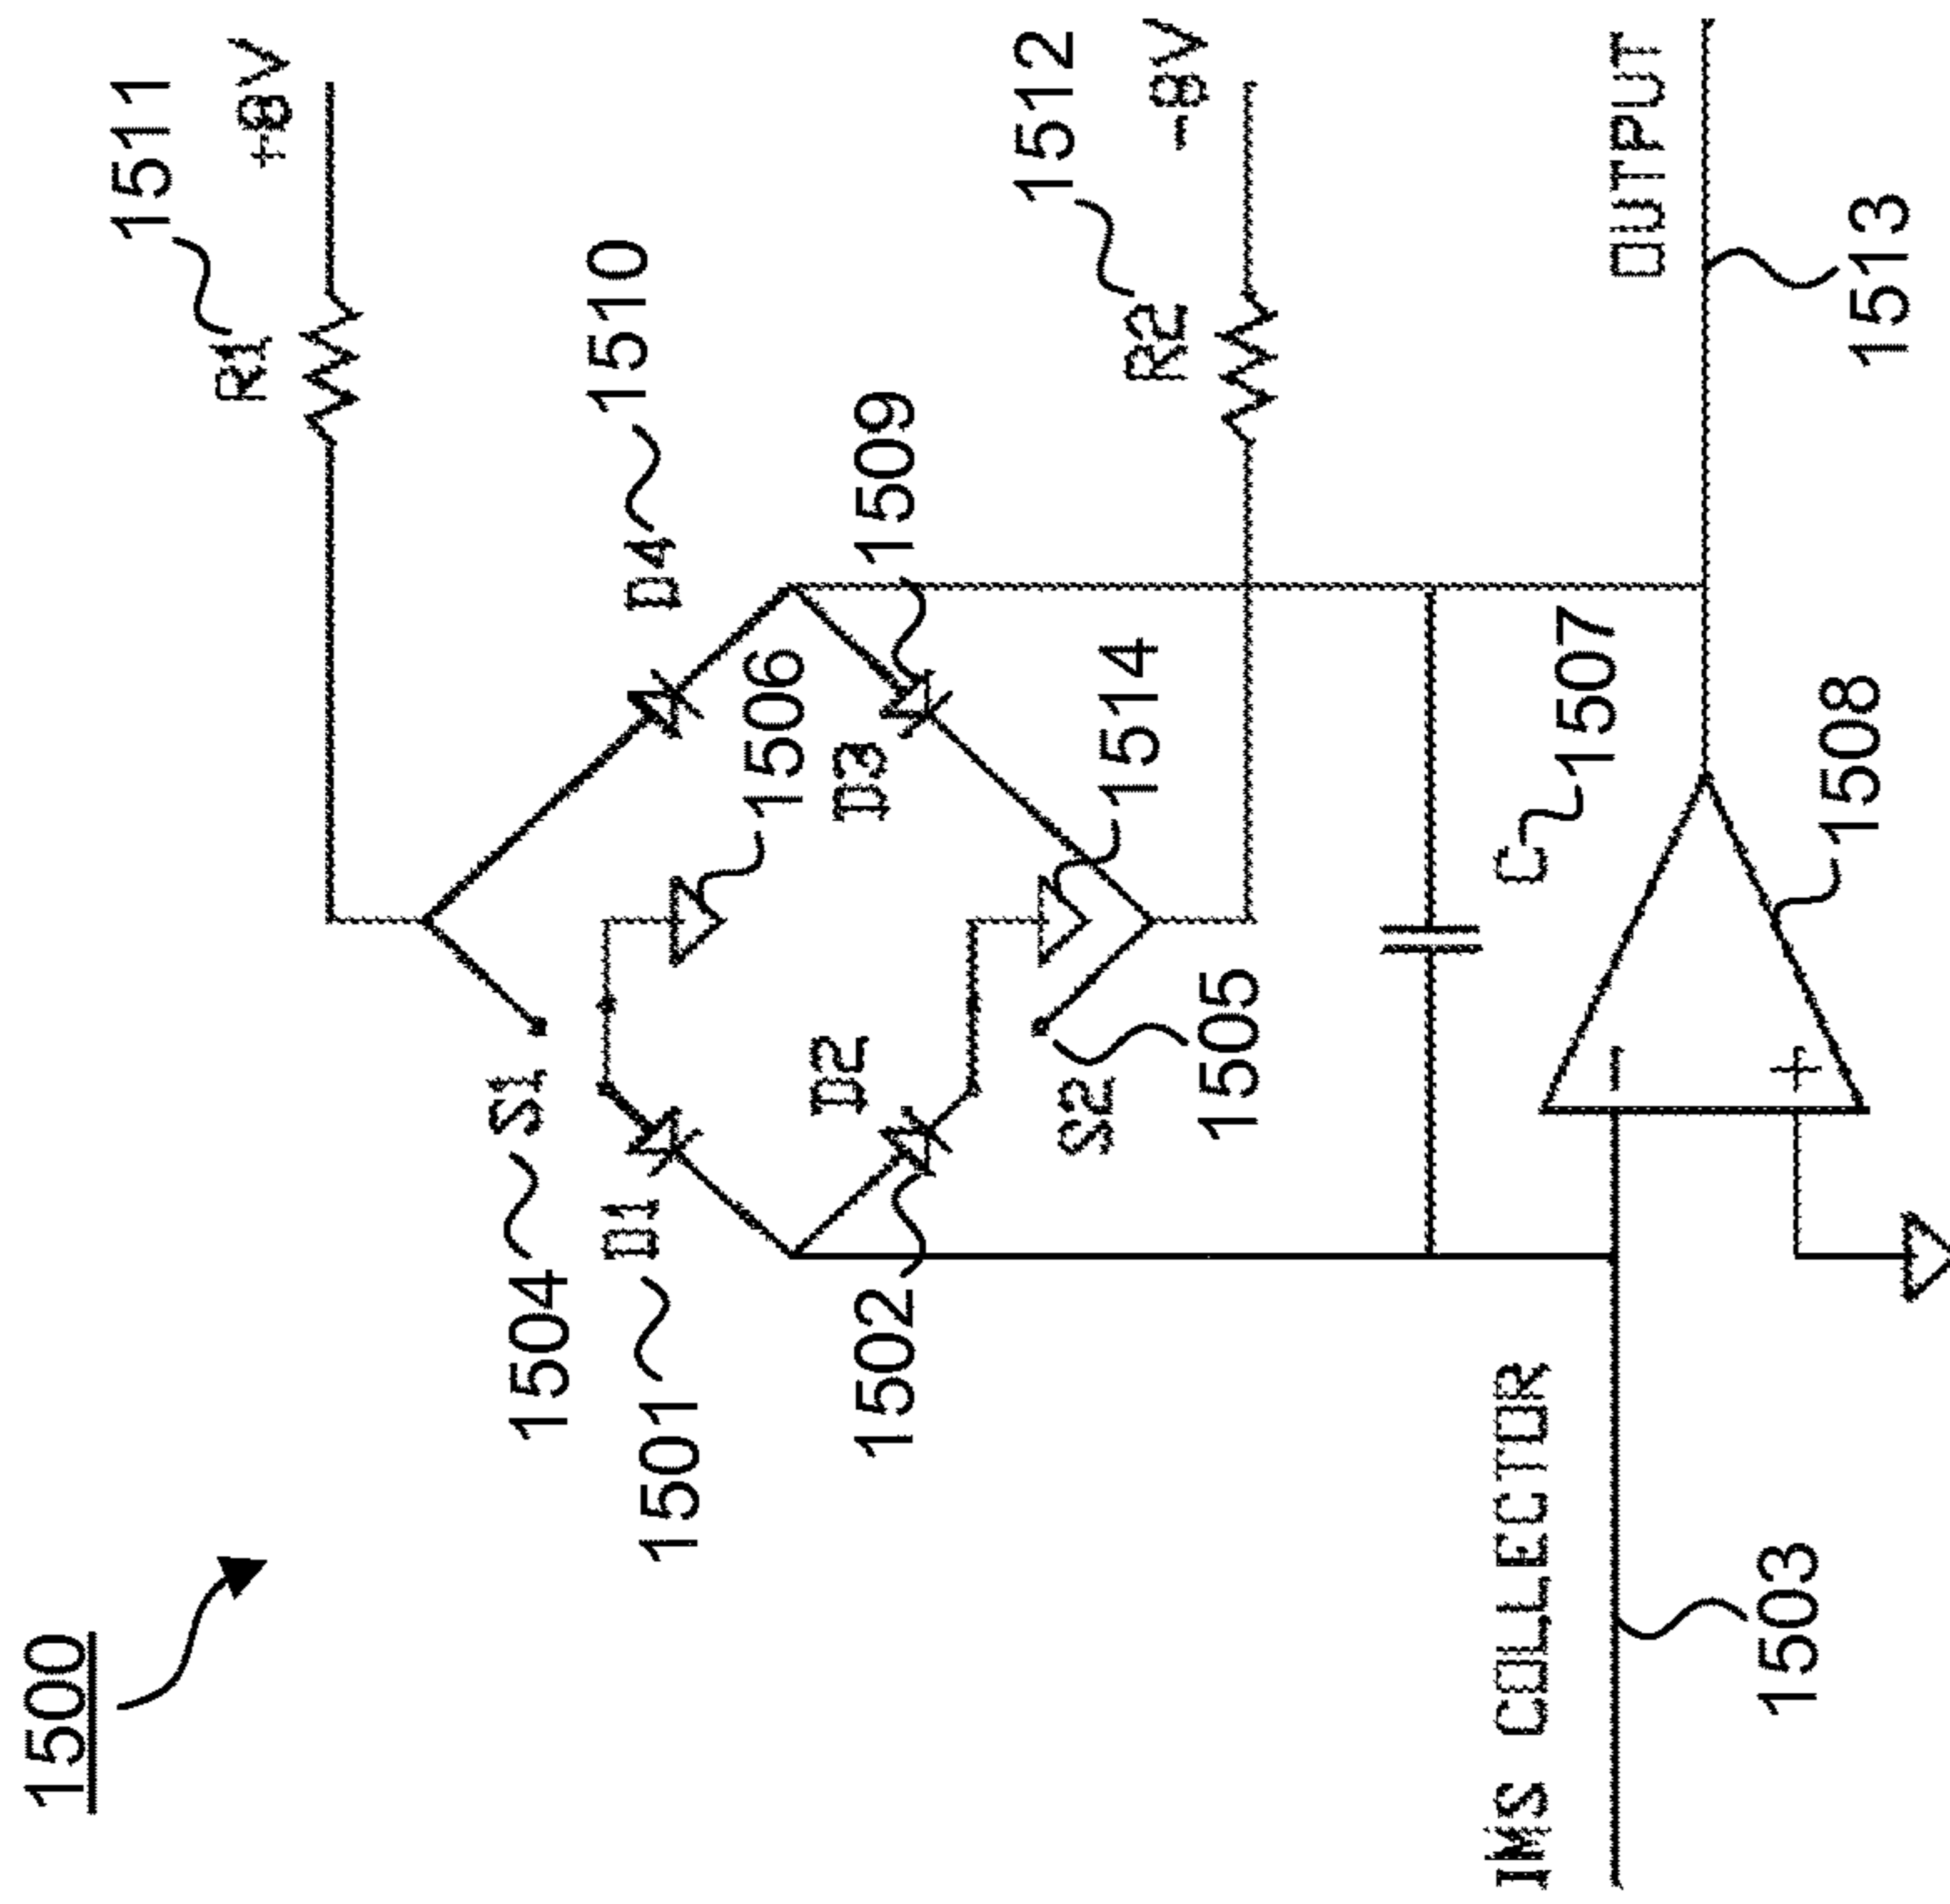 1500
1511
R1
+8V
S1
1504
1510
D1
D4
1501
1506
D2
D3
1502
1509
1512
S2
1514
R2
-8V
1505
IMS COLLECTOR
C
1507
−
OUTPUT
1503
+
1508
1513